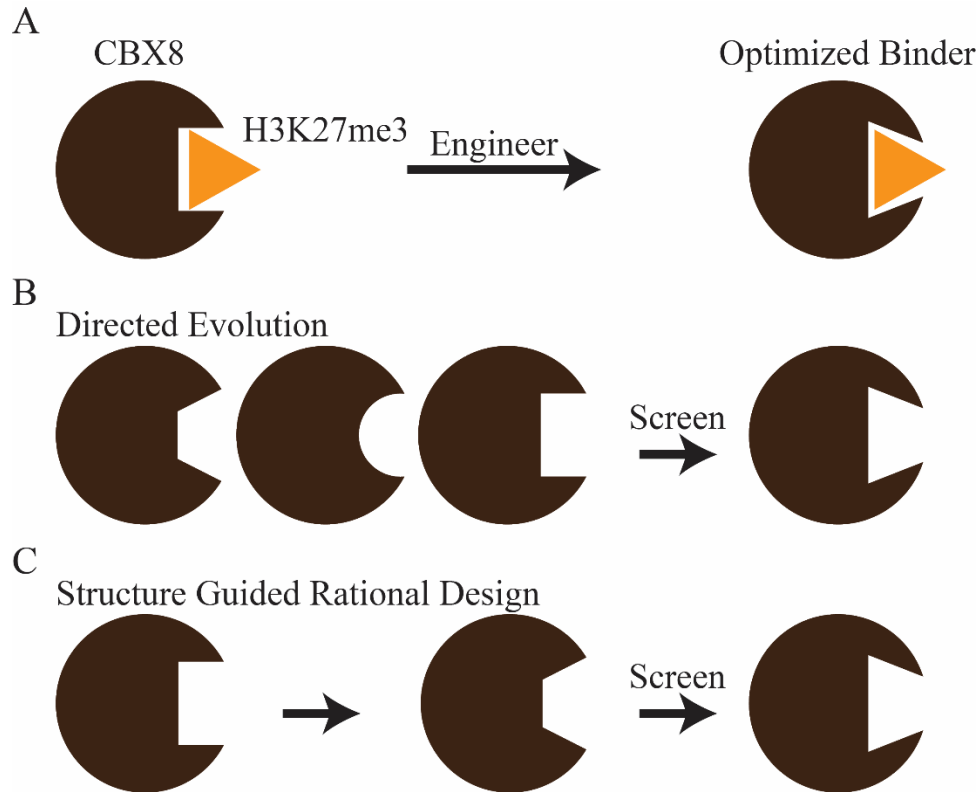 A
CBX8
Optimized Binder
H3K27me3
Engineer
B
Directed Evolution
Screen
C
Structure Guided Rational Design
Screen